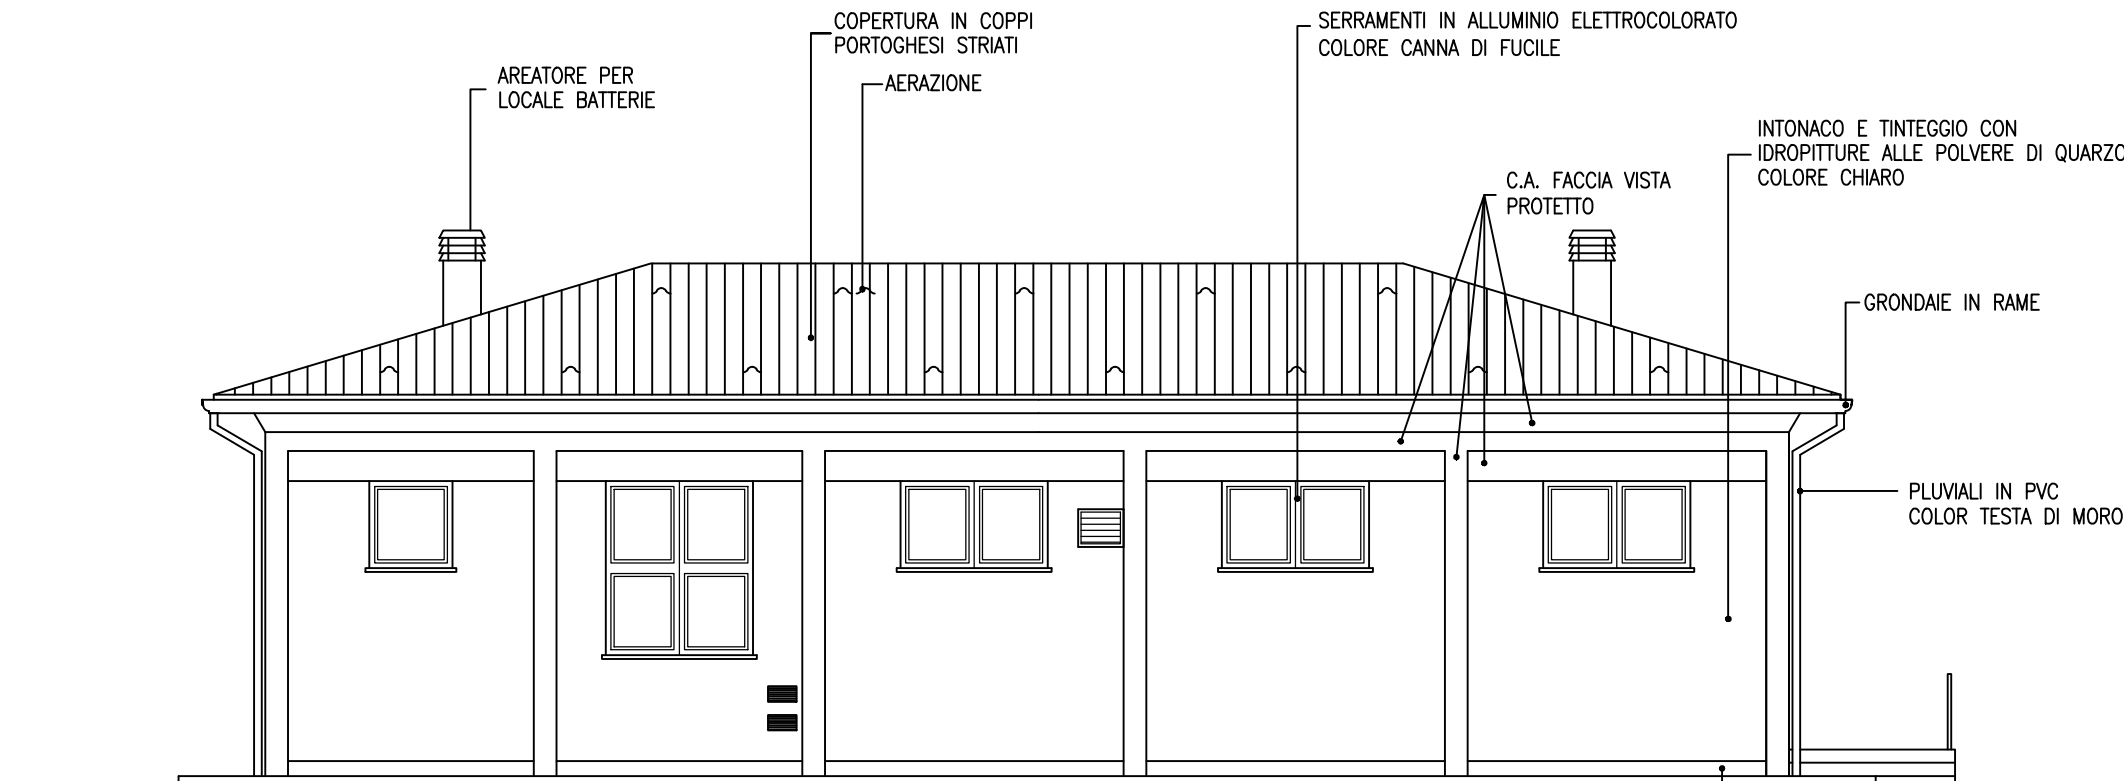 COPERTURA IN COPPI
PORTOGHESI STRIATI
SERRAMENTI IN ALLUMINIO ELETTROCOLORATO
COLORE CANNA DI FUCILE
AREATORE PER
LOCALE BATTERIE
AERAZIONE
INTONACO E TINTEGGIO CON
IDROPITTURE ALLE POLVERE DI QUARZO
COLORE CHIARO
C.A. FACCIA VISTA
PROTETTO
GRONDAIE IN RAME
PLUVIALI IN PVC
COLOR TESTA DI MORO